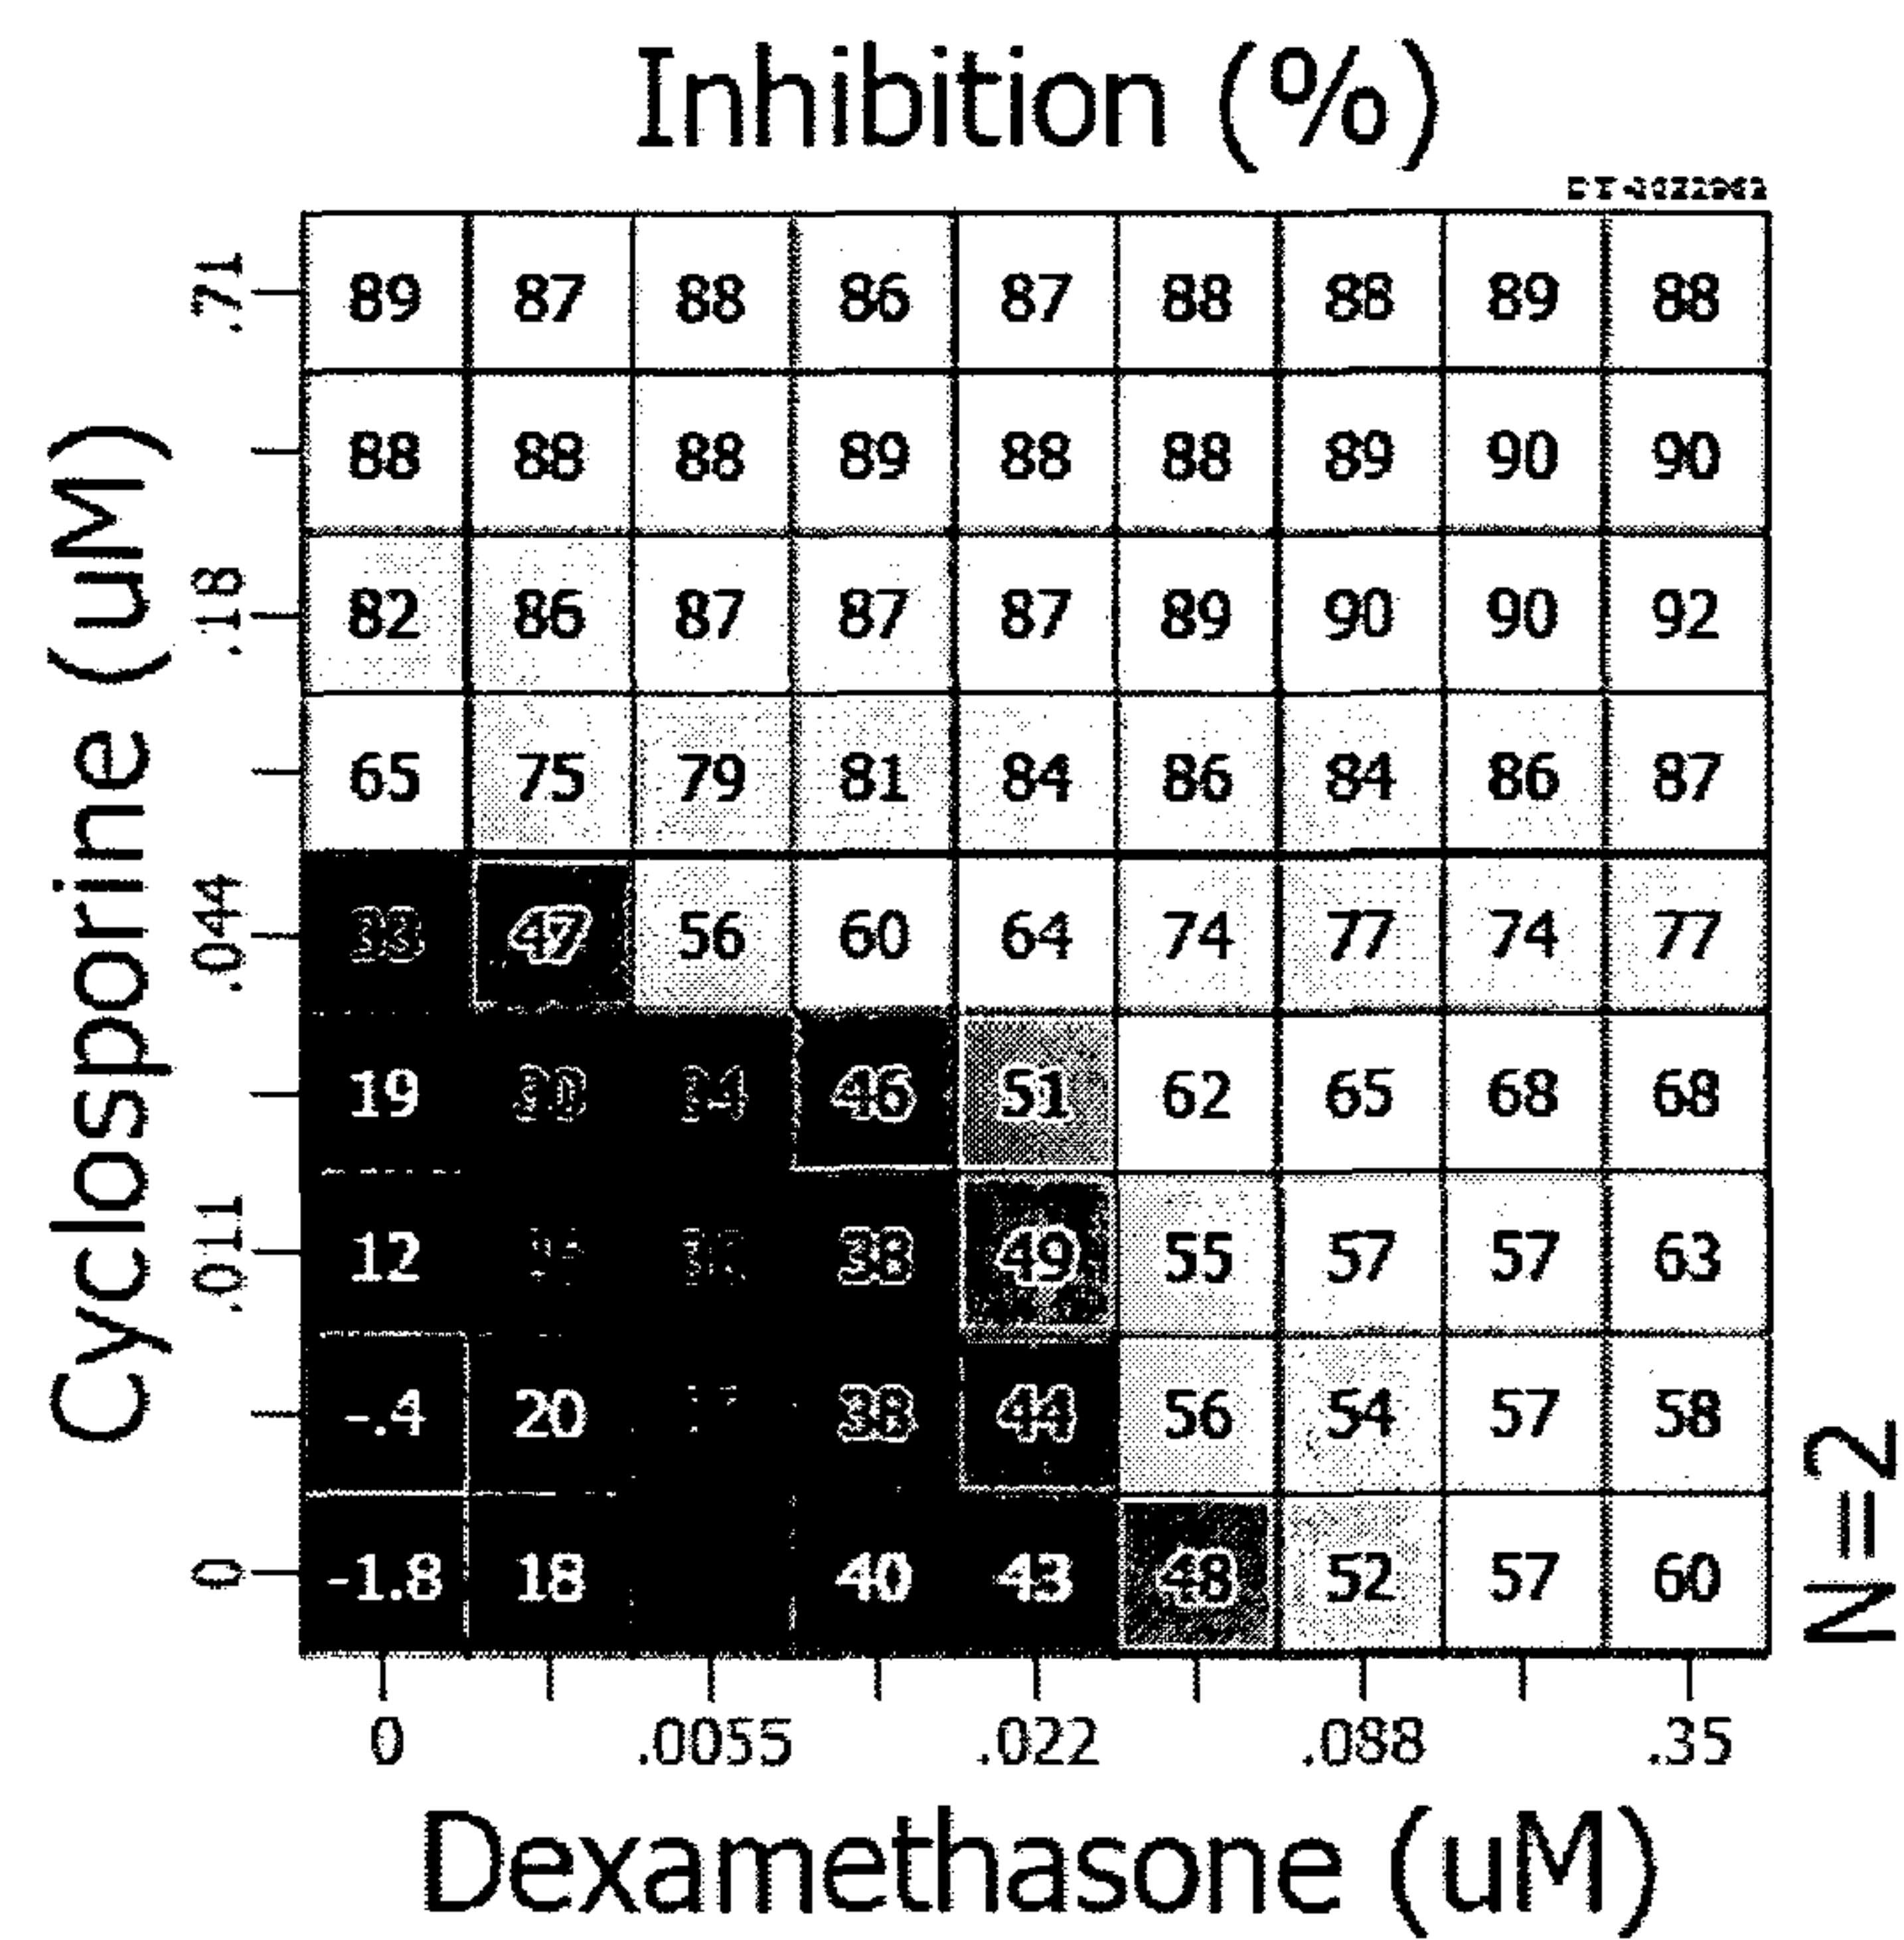 Inhibition (%)
.71 89 87 88 86 87 88 88 89 88
88 88 88 89 88 88 89 90 90
.18 82 86 87 87 87 89 90 90 92
65 75 79 81 84 86 84 86 87
.044 33 47 56 60 64 74 77 74 77
19 30 34 46 51 62 65 68 68
.011 12 38 49 55 57 57 63
-.4 20 38 44 56 54 57 58
0 -1.8 18 40 43 48 52 57 60
0 .0055 .022 .088 .35
Dexamethasone (uM)
Cyclosporine (uM)
N=2